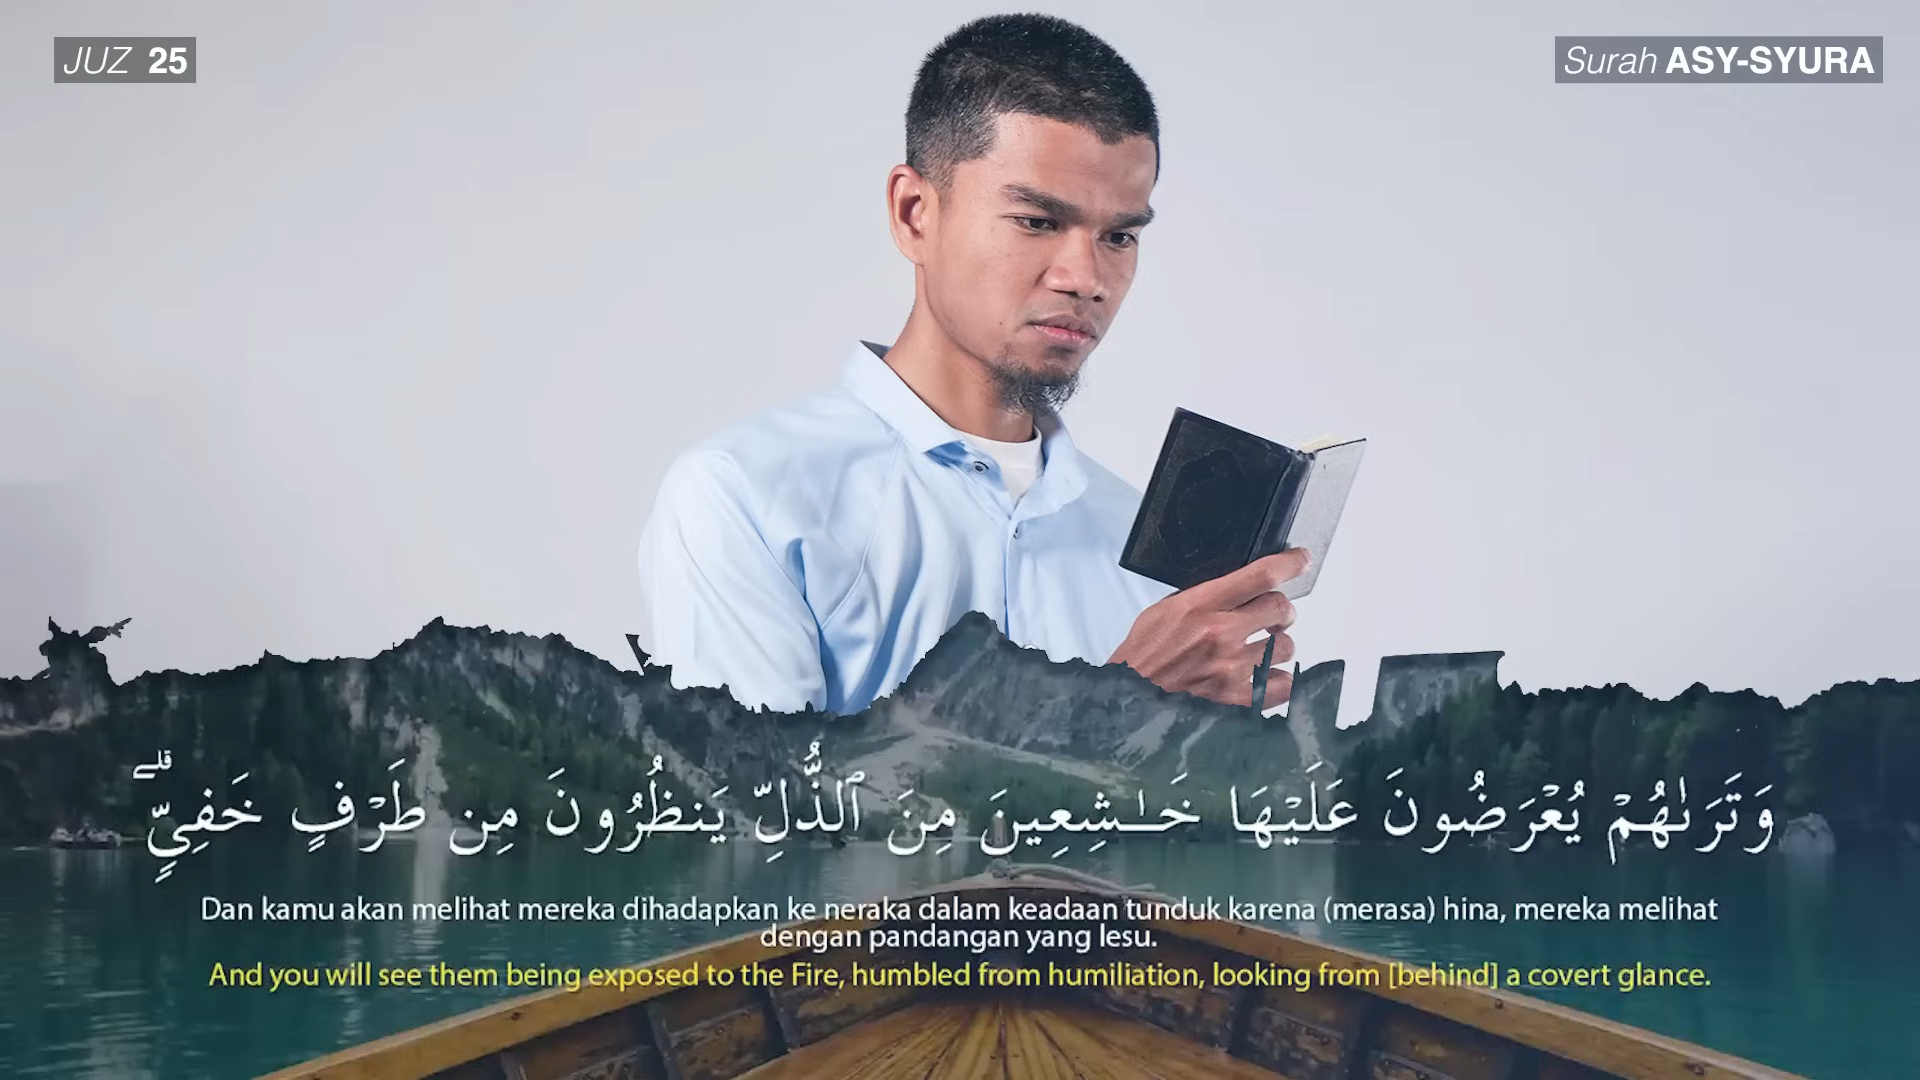 JUZ 25
Surah ASY-SYURA
وَتَرَىٰهُمْ يُعْرَضُونَ عَلَيْهَا خَـٰشِعِينَ مِنَ ٱلذُّلِّ يَنظُرُونَ مِن طَرْفٍ خَفِيٍّ ۗ
Dan kamu akan melihat mereka dihadapkan ke neraka dalam keadaan tunduk karena (merasa) hina, mereka melihat
dengan pandangan yang lesu.
And you will see them being exposed to the Fire, humbled from humiliation, looking from [behind] a covert glance.